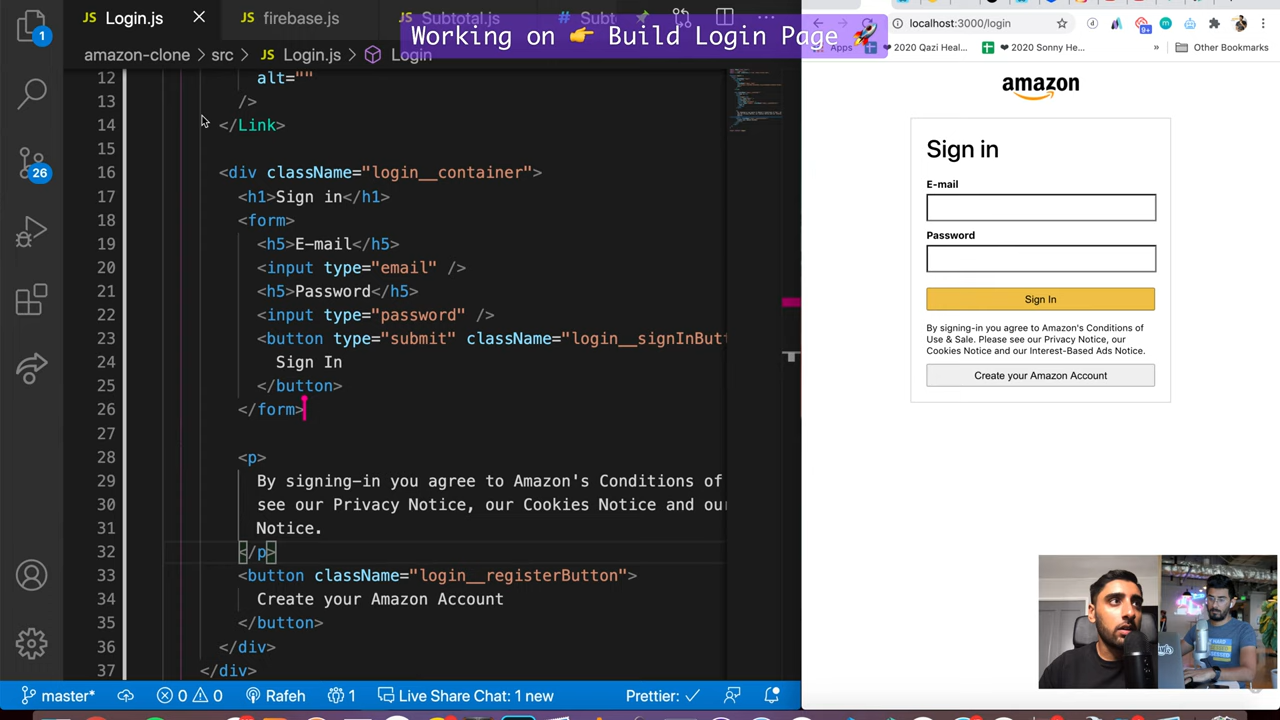 Login.js
firebase.js
Subtotal.js
# Subt
Working on 👉 Build Login Page 🚀
amazon-clone > src > JS Login.js > Login
12 alt=""
13 />
14 </Link>
15
16 <div className="login__container">
17 <h1>Sign in</h1>
18 <form>
19 <h5>E-mail</h5>
20 <input type="email" />
21 <h5>Password</h5>
22 <input type="password" />
23 <button type="submit" className="login__signInButt
24 Sign In
25 </button>
26 </form>
27
28 <p>
29 By signing-in you agree to Amazon's Conditions of
30 see our Privacy Notice, our Cookies Notice and our
31 Notice.
32 </p>
33 <button className="login__registerButton">
34 Create your Amazon Account
35 </button>
36 </div>
37 </div>
1
26
master* 0 0 Rafeh 1 Live Share Chat: 1 new Prettier: ✓
localhost:3000/login
9+
Apps ❤ 2020 Qazi Heal... ❤ 2020 Sonny He... » Other Bookmarks
amazon
Sign in
E-mail
Password
Sign In
By signing-in you agree to Amazon's Conditions of
Use & Sale. Please see our Privacy Notice, our
Cookies Notice and our Interest-Based Ads Notice.
Create your Amazon Account